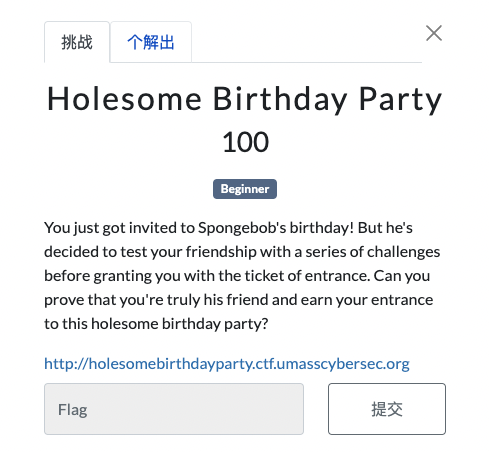 挑战
个解出
Holesome Birthday Party
100
Beginner
You just got invited to Spongebob's birthday! But he's
decided to test your friendship with a series of challenges
before granting you with the ticket of entrance. Can you
prove that you're truly his friend and earn your entrance
to this holesome birthday party?
http://holesomebirthdayparty.ctf.umasscybersec.org
Flag
提交